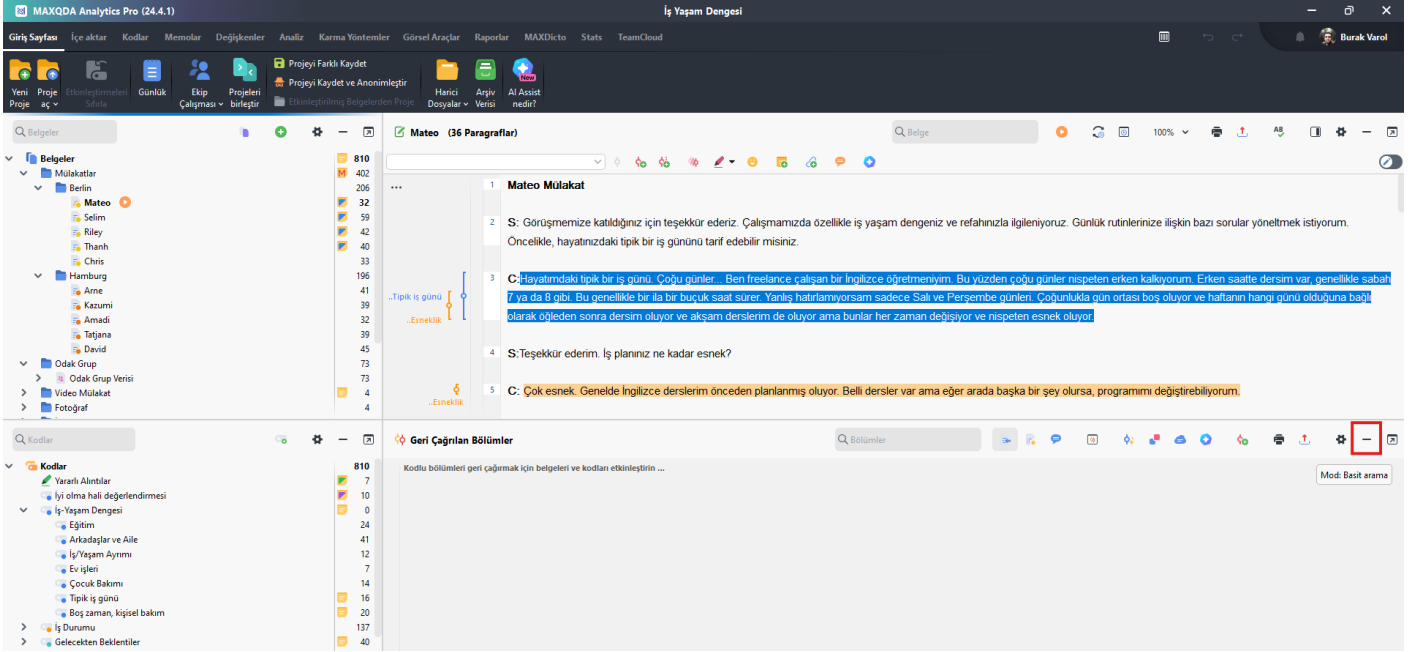 MAXQDA Analytics Pro (24.4.1)
İş Yaşam Dengesi
Giriş Sayfası İçe aktar Kodlar Memolar Değişkenler Analiz Karma Yöntemler Görsel Araçlar Raporlar MAXDicto Stats TeamCloud
Burak Varol
Yeni Proje
Proje aç
Etkinleştirmeleri Sıfırla
Günlük
Ekip Çalışması
Projeleri birleştir
Projeyi Farklı Kaydet
Projeyi Kaydet ve Anonimleştir
Etkinleştirilmiş Belgelerden Proje
Harici Dosyalar
Arşiv Verisi
New
AI Assist nedir?
Belgeler
Belgeler 810
Mülakatlar M 402
Berlin 206
Mateo 32
Selim 59
Riley 42
Thanh 40
Chris 33
Hamburg 196
Arne 41
Kazumi 39
Amadi 32
Tatjana 39
David 45
Odak Grup 73
Odak Grup Verisi 73
Video Mülakat 4
Fotoğraf 4
Mateo (36 Paragraflar)
Belge
100%
1 Mateo Mülakat
2 S: Görüşmemize katıldığınız için teşekkür ederiz. Çalışmamızda özellikle iş yaşam dengeniz ve refahınızla ilgileniyoruz. Günlük rutinlerinize ilişkin bazı sorular yöneltmek istiyorum.
Öncelikle, hayatınızdaki tipik bir iş gününü tarif edebilir misiniz.
3 C:Hayatımdaki tipik bir iş günü. Çoğu günler... Ben freelance çalışan bir İngilizce öğretmeniyim. Bu yüzden çoğu günler nispeten erken kalkıyorum. Erken saatte dersim var, genellikle sabah
..Tipik iş günü
7 ya da 8 gibi. Bu genellikle bir ila bir buçuk saat sürer. Yanlış hatırlamıyorsam sadece Salı ve Perşembe günleri. Çoğunlukla gün ortası boş oluyor ve haftanın hangi günü olduğuna bağlı
..Esneklik
olarak öğleden sonra dersim oluyor ve akşam derslerim de oluyor ama bunlar her zaman değişiyor ve nispeten esnek oluyor.
4 S:Teşekkür ederim. İş planınız ne kadar esnek?
5 C: Çok esnek. Genelde İngilizce derslerim önceden planlanmış oluyor. Belli dersler var ama eğer arada başka bir şey olursa, programımı değiştirebiliyorum.
..Esneklik
Kodlar
Kodlar 810
Yararlı Alıntılar 7
İyi olma hali değerlendirmesi 10
İş-Yaşam Dengesi 0
Eğitim 24
Arkadaşlar ve Aile 41
İş/Yaşam Ayrımı 12
Ev işleri 7
Çocuk Bakımı 14
Tipik iş günü 16
Boş zaman, kişisel bakım 20
İş Durumu 137
Gelecekten Beklentiler 40
Geri Çağrılan Bölümler
Bölümler
Kodlu bölümleri geri çağırmak için belgeleri ve kodları etkinleştirin ...
Mod: Basit arama